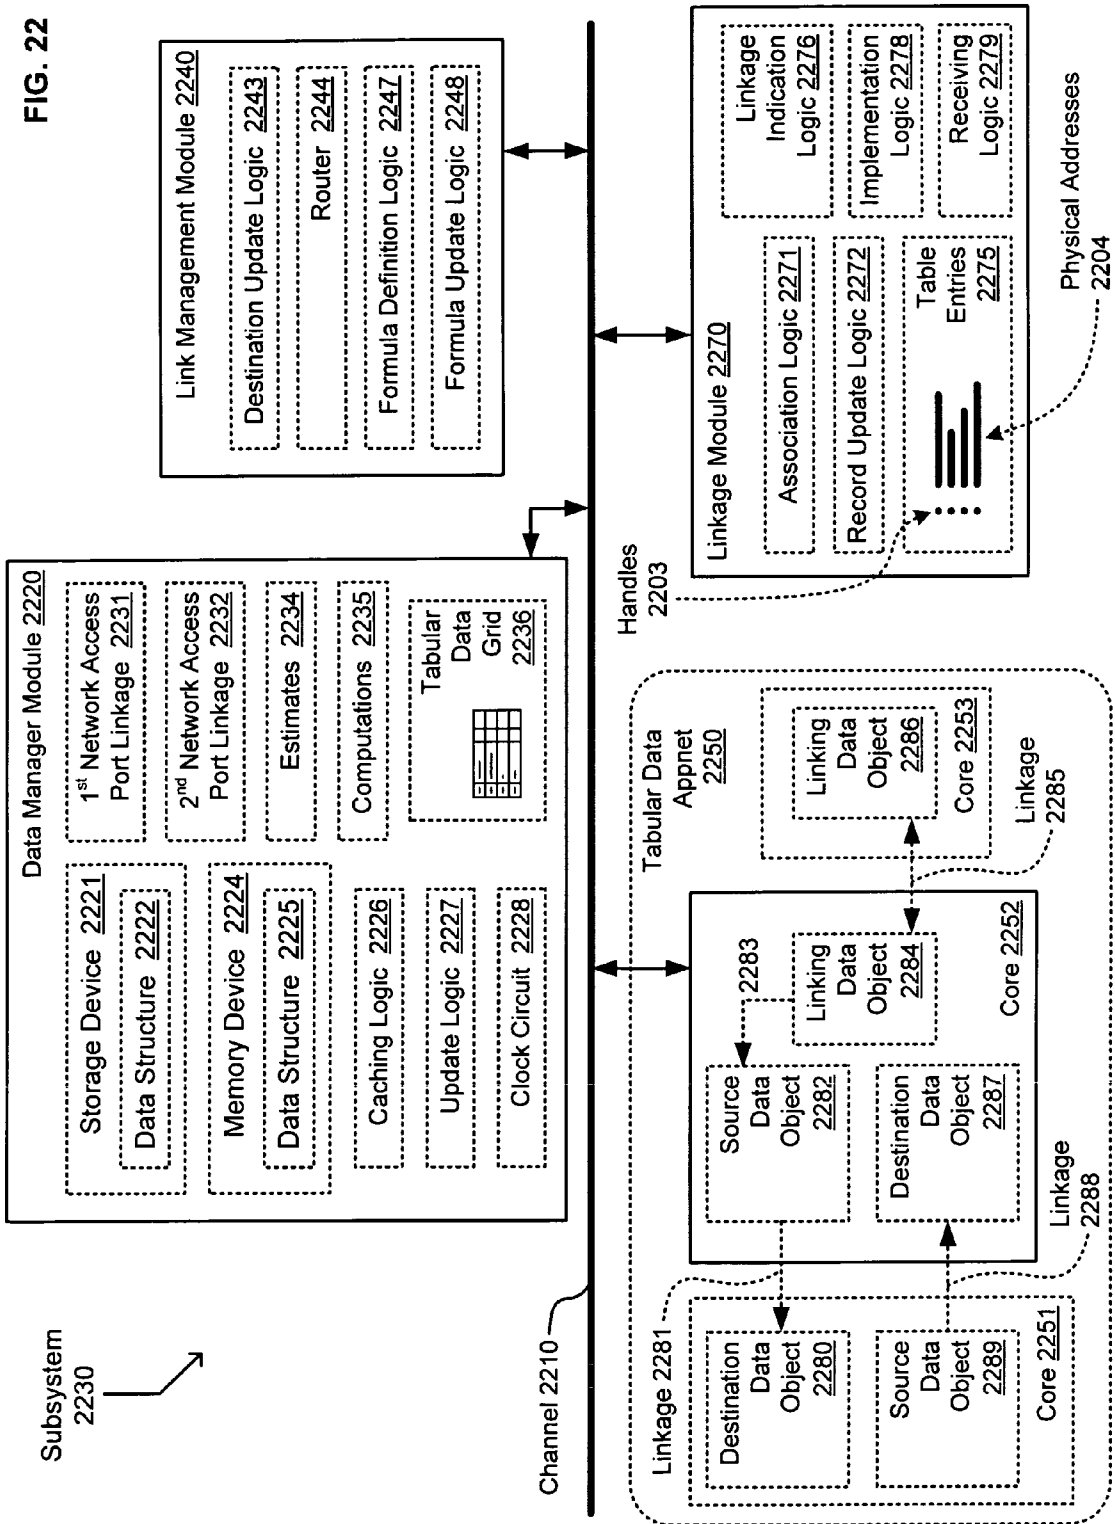 FIG. 22
Subsystem
2230
Data Manager Module 2220
Storage Device 2221
Data Structure 2222
Memory Device 2224
Data Structure 2225
Caching Logic 2226
Update Logic 2227
Clock Circuit 2228
1st Network Access
Port Linkage 2231
2nd Network Access
Port Linkage 2232
Estimates 2234
Computations 2235
Tabular
Data
Grid
2236
Link Management Module 2240
Destination Update Logic 2243
Router 2244
Formula Definition Logic 2247
Formula Update Logic 2248
Channel 2210
Tabular Data
Appnet
2250
Linkage 2281
Destination
Data
Object
2280
Source
Data
Object
2289
Core 2251
Source
Data
Object
2282
2283
Linking
Data
Object
2284
Destination
Data
Object
2287
Core 2252
Linkage
2288
Linking
Data
Object
2286
Core 2253
Linkage
2285
Handles
2203
Linkage Module 2270
Association Logic 2271
Record Update Logic 2272
Table
Entries
2275
Linkage
Indication
Logic 2276
Implementation
Logic 2278
Receiving
Logic 2279
Physical Addresses
2204